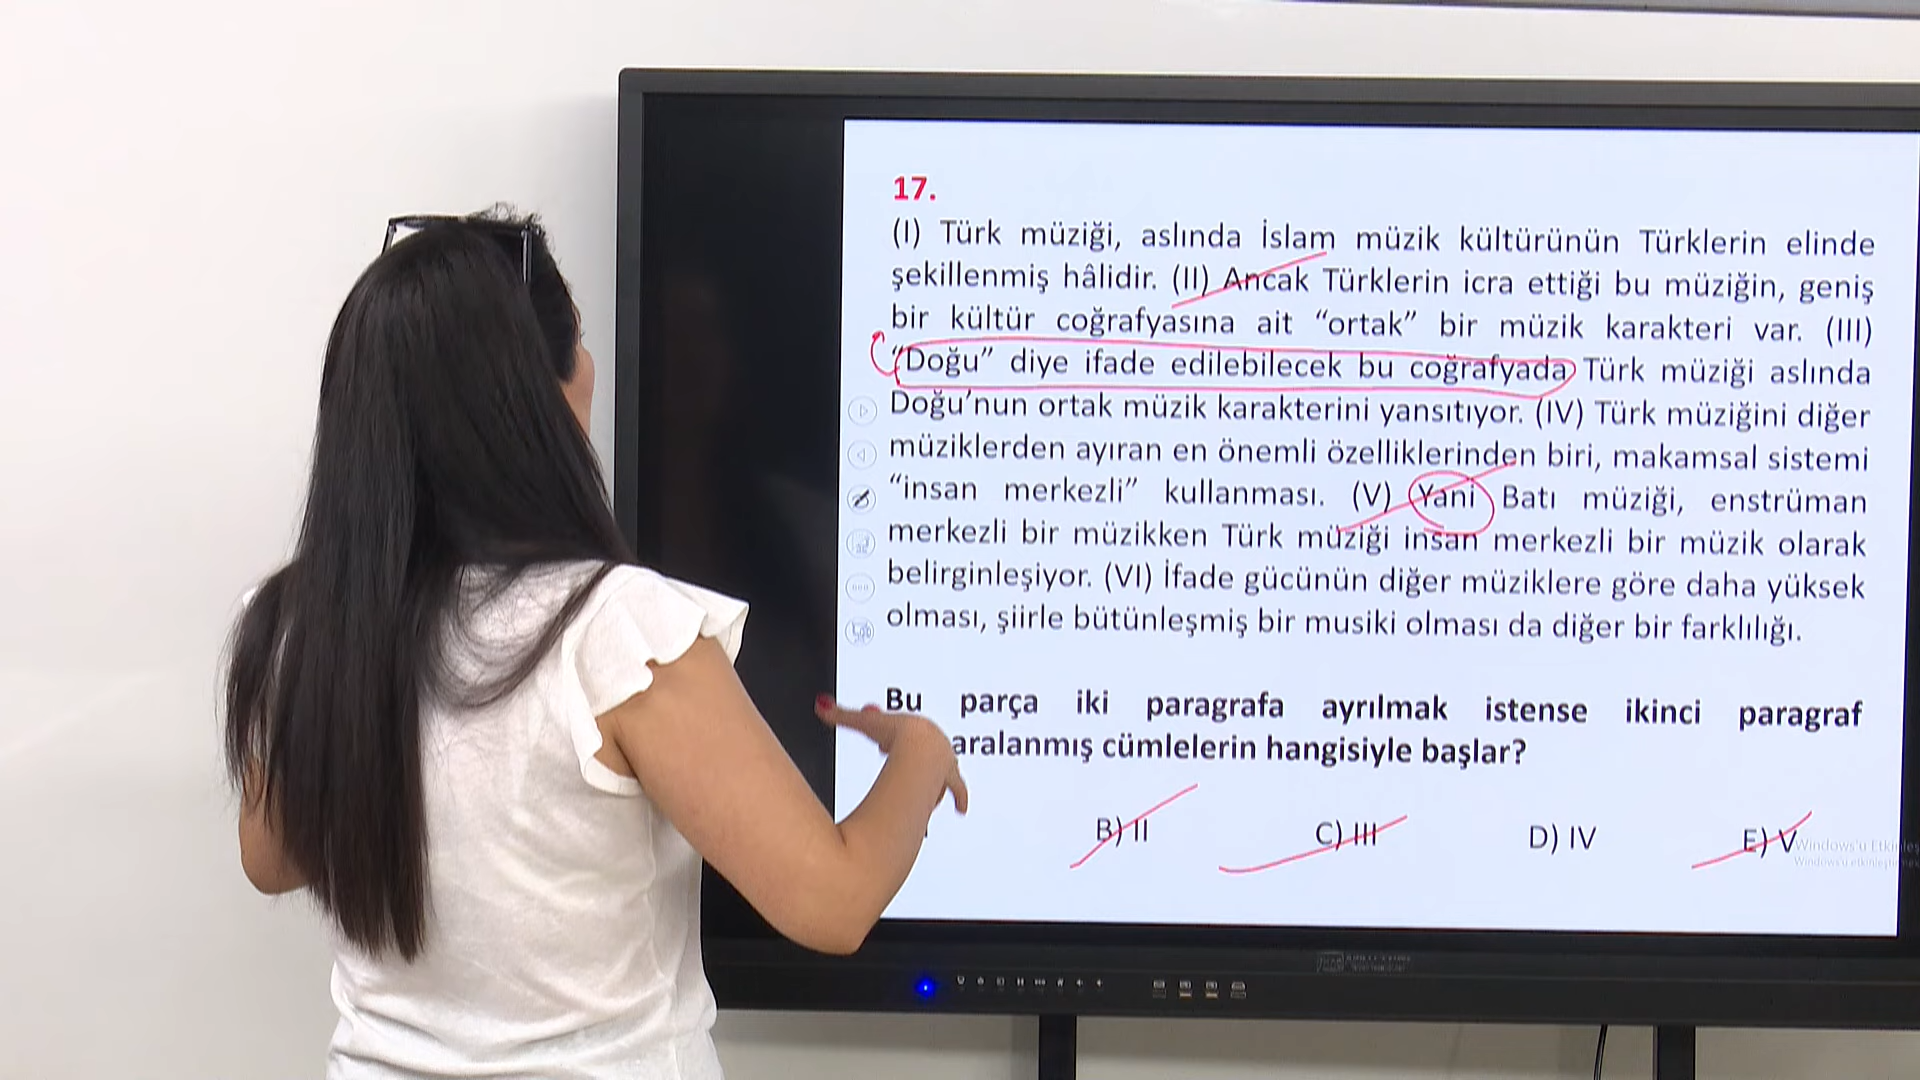 17.
(I) Türk müziği, aslında İslam müzik kültürünün Türklerin elinde
şekillenmiş hâlidir. (II) Ancak Türklerin icra ettiği bu müziğin, geniş
bir kültür coğrafyasına ait “ortak” bir müzik karakteri var. (III)
“Doğu” diye ifade edilebilecek bu coğrafyada Türk müziği aslında
Doğu’nun ortak müzik karakterini yansıtıyor. (IV) Türk müziğini diğer
müziklerden ayıran en önemli özelliklerinden biri, makamsal sistemi
“insan merkezli” kullanması. (V) Yani Batı müziği, enstrüman
merkezli bir müzikken Türk müziği insan merkezli bir müzik olarak
belirginleşiyor. (VI) İfade gücünün diğer müziklere göre daha yüksek
olması, şiirle bütünleşmiş bir musiki olması da diğer bir farklılığı.
Bu parça iki paragrafa ayrılmak istense ikinci paragraf
aralanmış cümlelerin hangisiyle başlar?
B) II C) III D) IV E) V
Windows'u Etkinleş